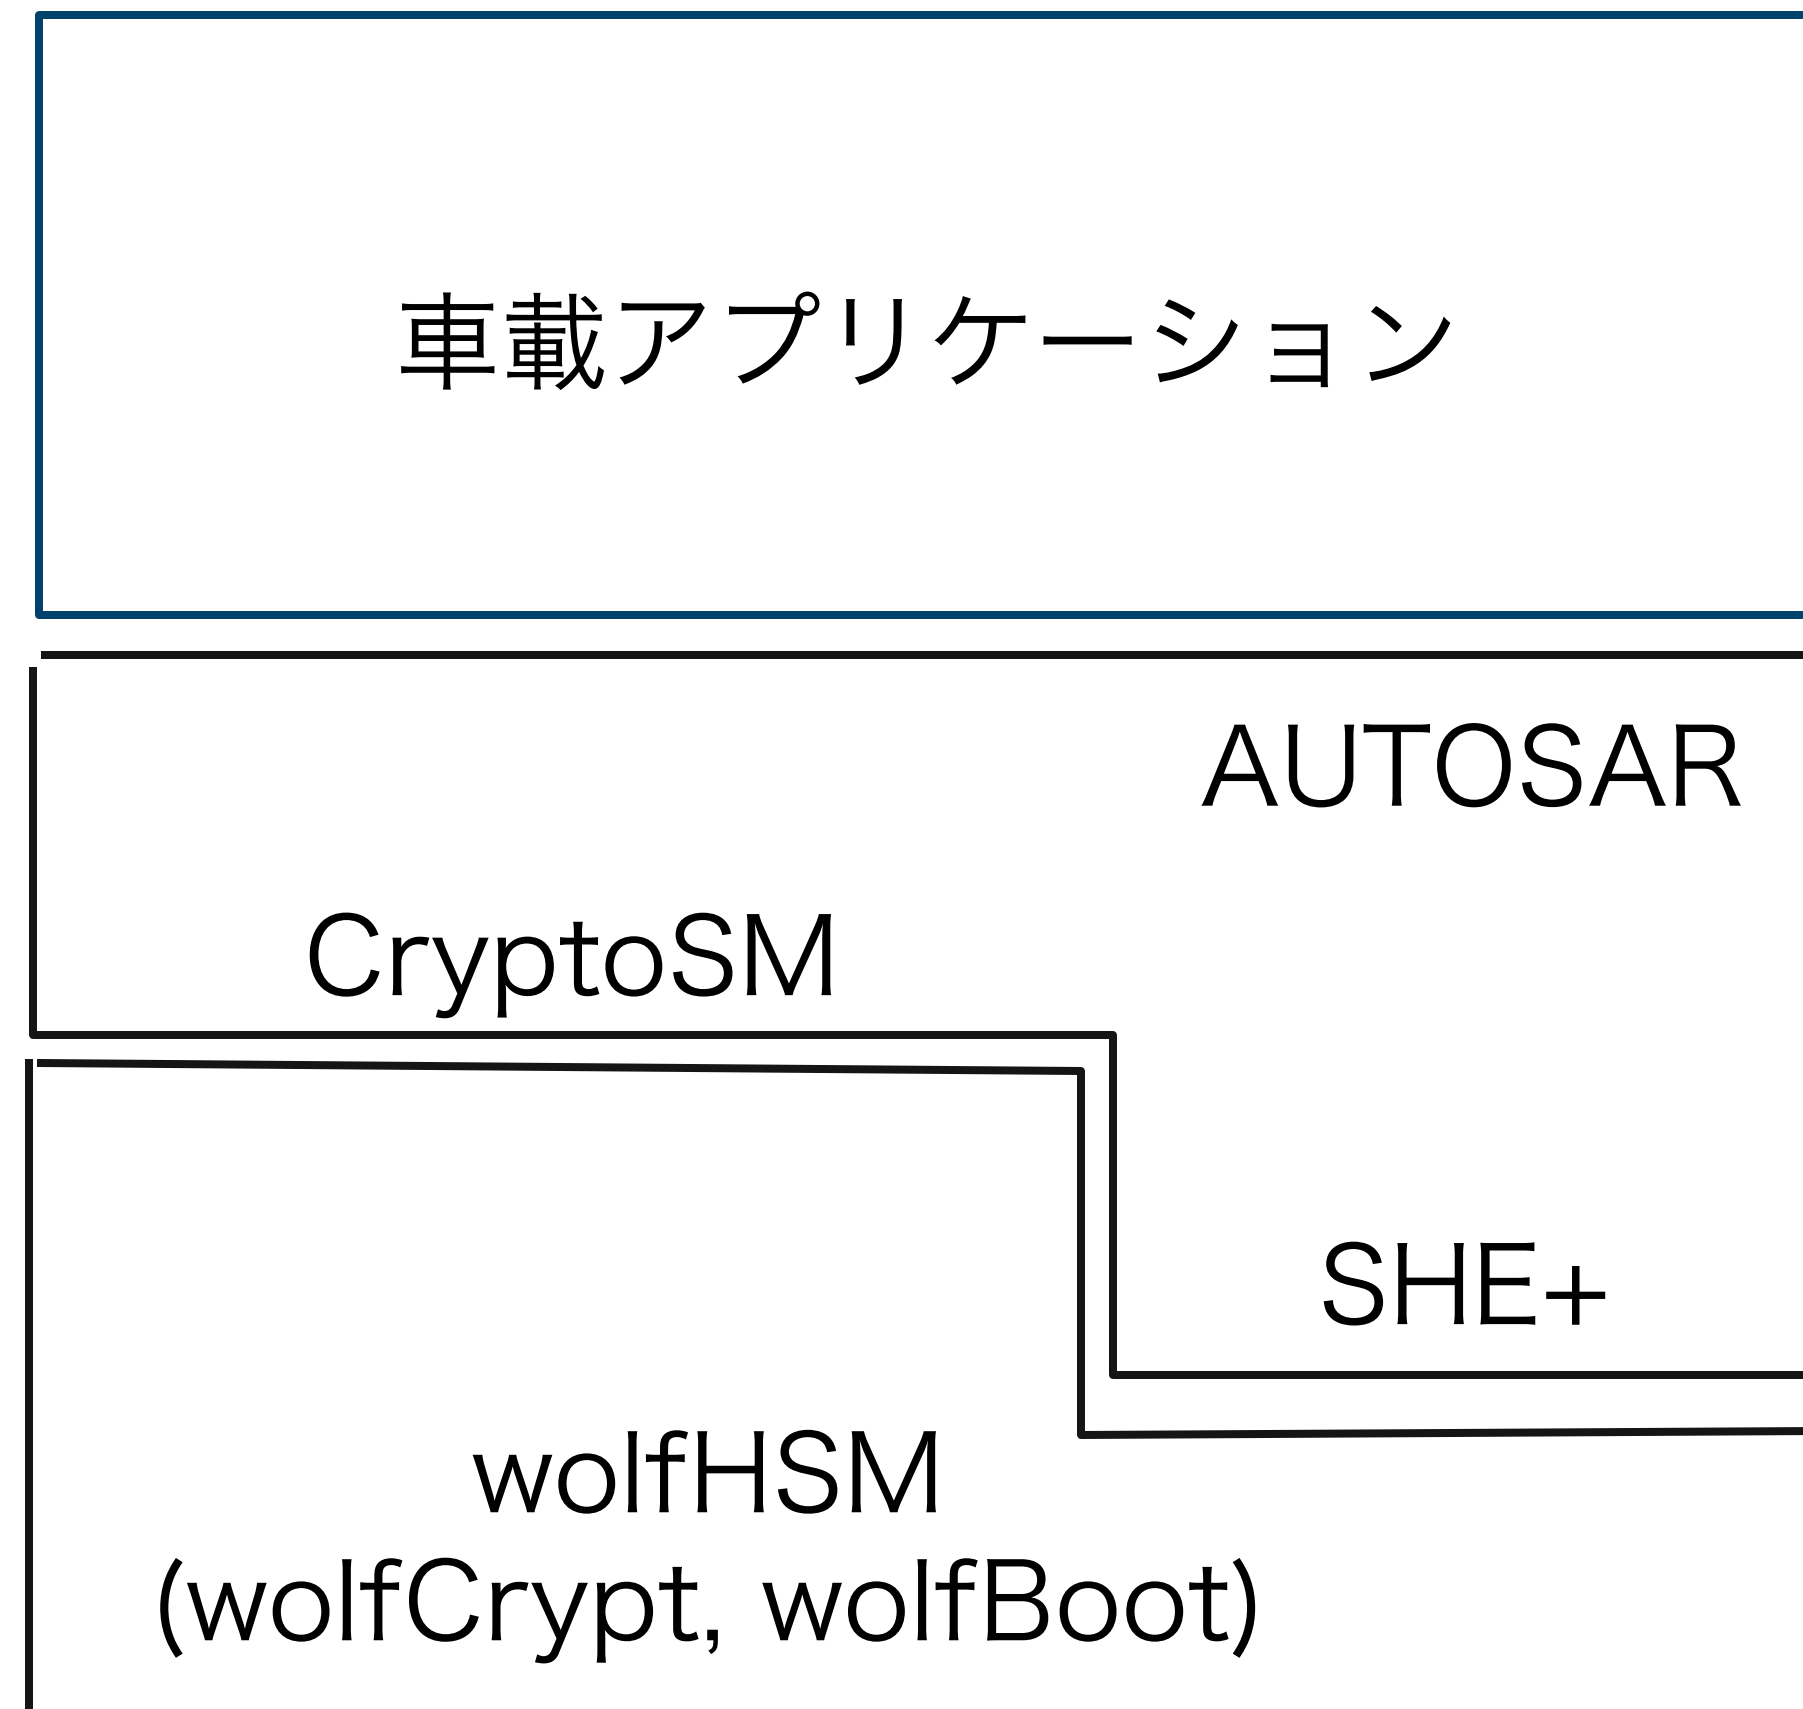 車載アプリケーション
AUTOSAR
CryptoSM
SHE+
wolfHSM
(wolfCrypt, wolfBoot)